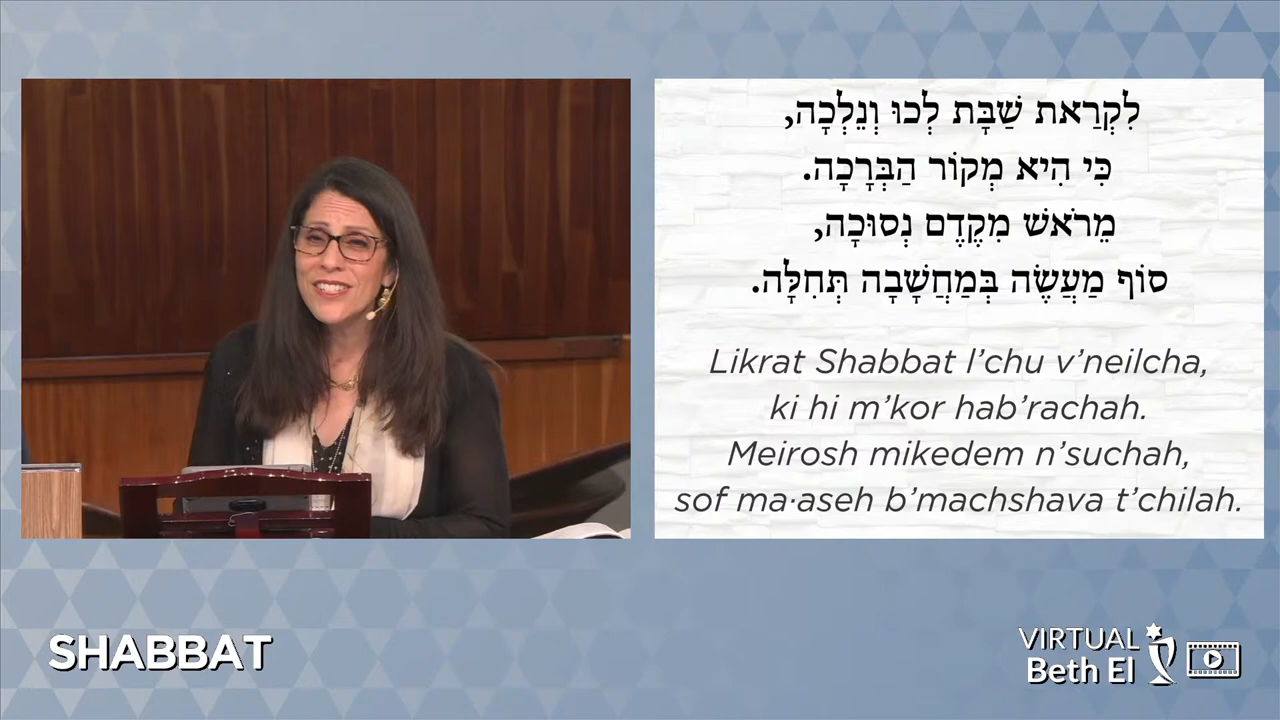 לִקְרַאת שַׁבָּת לְכוּ וְנֵלְכָה,
כִּי הִיא מְקוֹר הַבְּרָכָה.
מֵרֹאשׁ מִקֶּדֶם נְסוּכָה,
סוֹף מַעֲשֶׂה בְּמַחֲשָׁבָה תְּחִלָּה.
Likrat Shabbat l’chu v’neilcha,
ki hi m’kor hab’rachah.
Meirosh mikedem n’suchah,
sof ma·aseh b’machshava t’chilah.
SHABBAT
VIRTUAL
Beth El